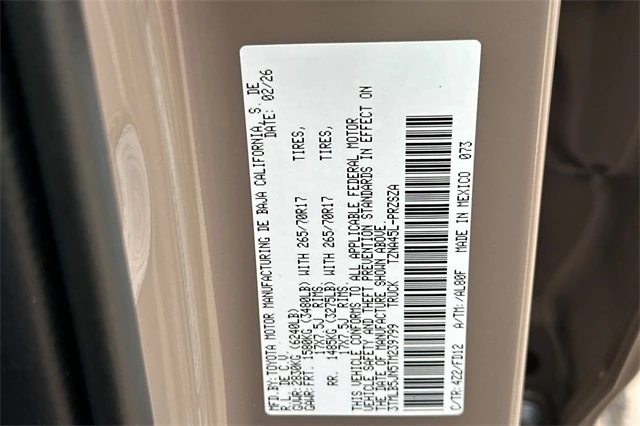 MFD.BY:TOYOTA MOTOR MANUFACTURING DE BAJA CALIFORNIA, S. DE
R.L. DE C.V. DATE: 02/26
GVWR:2830KG(6240LB)
GAWR:FRT. 1580KG (3480LB) WITH 265/70R17 TIRES,
17X7.5J RIMS.
RR. 1485KG (3275LB) WITH 265/70R17 TIRES,
17X7.5J RIMS.
THIS VEHICLE CONFORMS TO ALL APPLICABLE FEDERAL MOTOR
VEHICLE SAFETY AND THEFT PREVENTION STANDARDS IN EFFECT ON
THE DATE OF MANUFACTURE SHOWN ABOVE.
3TMLB5JN5TM239799 TRUCK TZNA45L-PRZSZA
C/TR: 4Z2/FD12 A/TM: /AL80F MADE IN MEXICO 073